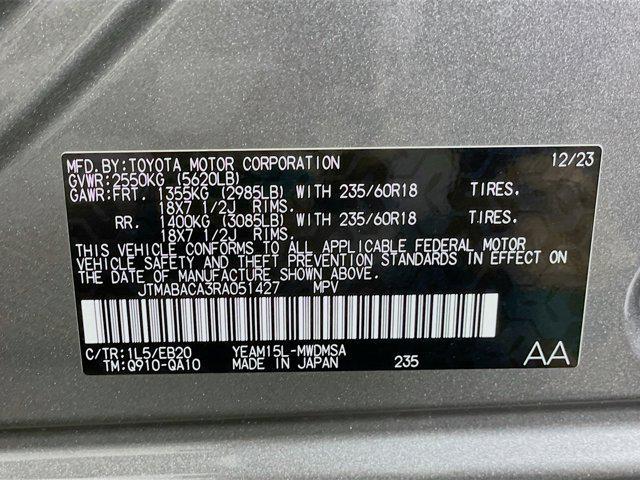 MFD.BY:TOYOTA MOTOR CORPORATION 12/23
GVWR:2550KG (5620LB)
GAWR:FRT. 1355KG (2985LB) WITH 235/60R18 TIRES.
18X7 1/2J RIMS.
RR. 1400KG (3085LB) WITH 235/60R18 TIRES.
18X7 1/2J RIMS.
THIS VEHICLE CONFORMS TO ALL APPLICABLE FEDERAL MOTOR
VEHICLE SAFETY AND THEFT PREVENTION STANDARDS IN EFFECT ON
THE DATE OF MANUFACTURE SHOWN ABOVE.
JTMABACA3RA051427 MPV
C/TR:1L5/EB20 YEAM15L-MWDMSA
TM:Q910-QA10 MADE IN JAPAN 235 AA